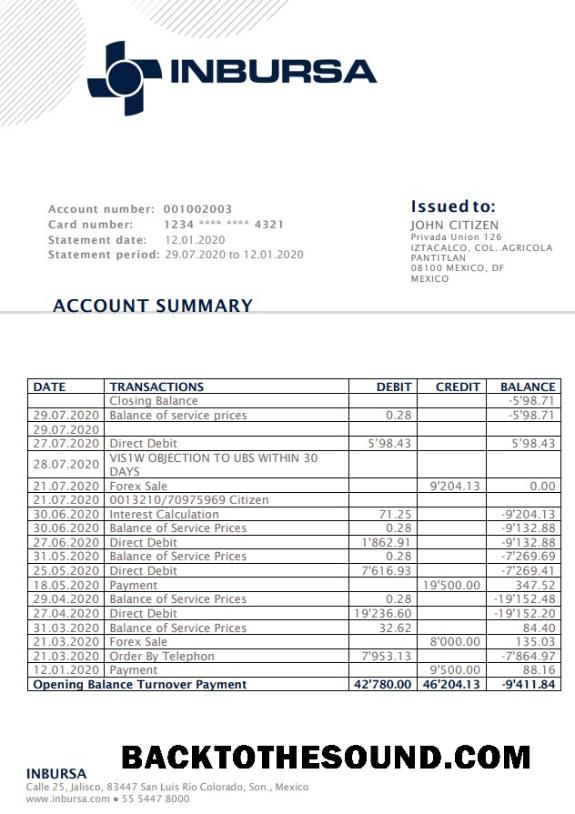 INBURSA
Account number: 001002003
Card number: 1234 **** **** 4321
Statement date: 12.01.2020
Statement period: 29.07.2020 to 12.01.2020
Issued to:
JOHN CITIZEN
Privada Union 126
IZTACALCO, COL. AGRICOLA
PANTITLAN
08100 MEXICO, DF
MEXICO
ACCOUNT SUMMARY
DATE TRANSACTIONS DEBIT CREDIT BALANCE
Closing Balance -5'98.71
29.07.2020 Balance of service prices 0.28 -5'98.71
29.07.2020
27.07.2020 Direct Debit 5'98.43 5'98.43
28.07.2020 VIS1W OBJECTION TO UBS WITHIN 30
DAYS
21.07.2020 Forex Sale 9'204.13 0.00
21.07.2020 0013210/70975969 Citizen
30.06.2020 Interest Calculation 71.25 -9'204.13
30.06.2020 Balance of Service Prices 0.28 -9'132.88
27.06.2020 Direct Debit 1'862.91 -9'132.88
31.05.2020 Balance of Service Prices 0.28 -7'269.69
25.05.2020 Direct Debit 7'616.93 -7'269.41
18.05.2020 Payment 19'500.00 347.52
29.04.2020 Balance of Service Prices 0.28 -19'152.48
27.04.2020 Direct Debit 19'236.60 -19'152.20
31.03.2020 Balance of Service Prices 32.62 84.40
21.03.2020 Forex Sale 8'000.00 135.03
21.03.2020 Order By Telephon 7'953.13 -7'864.97
12.01.2020 Payment 9'500.00 88.16
Opening Balance Turnover Payment 42'780.00 46'204.13 -9'411.84
BACKTOTHESOUND.COM
INBURSA
Calle 25, Jalisco, 83447 San Luis Río Colorado, Son., Mexico
www.inbursa.com ● 55 5447 8000